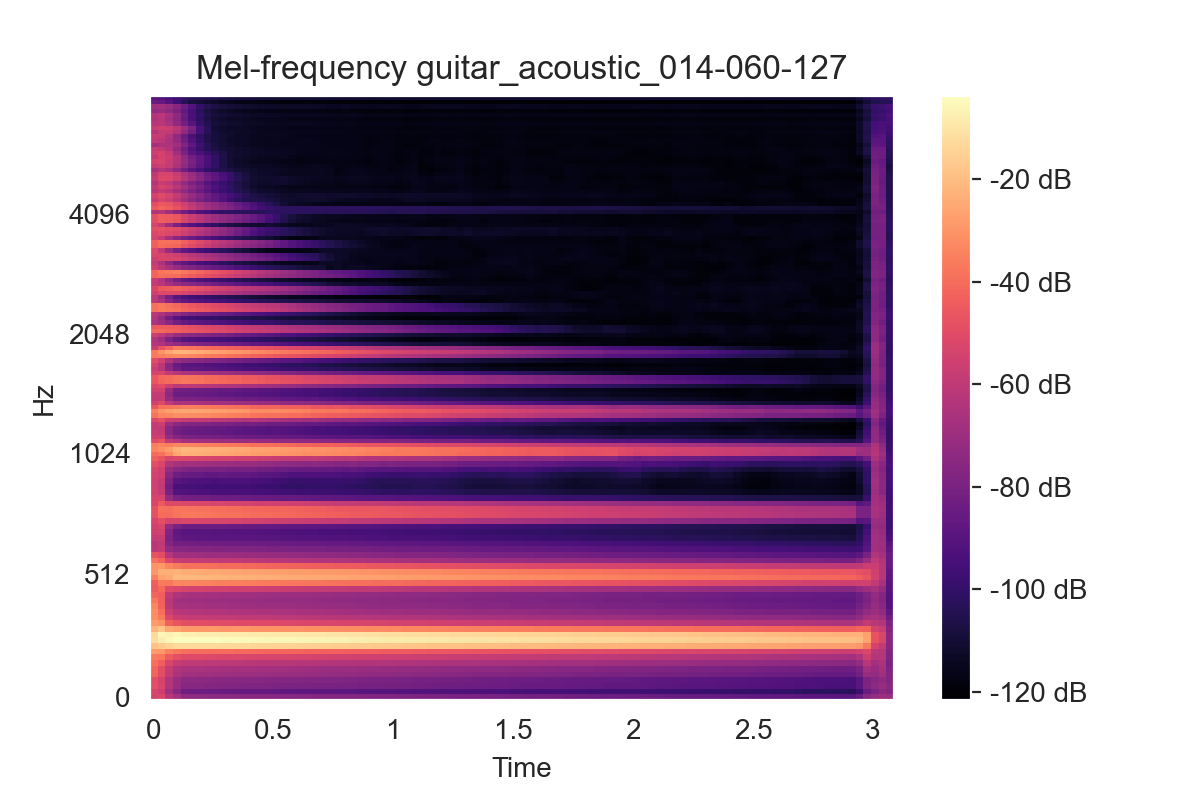 Mel-frequency guitar_acoustic_014-060-127
4096
2048
1024
512
0
Hz
0 0.5 1 1.5 2 2.5 3
Time
-20 dB
-40 dB
-60 dB
-80 dB
-100 dB
-120 dB